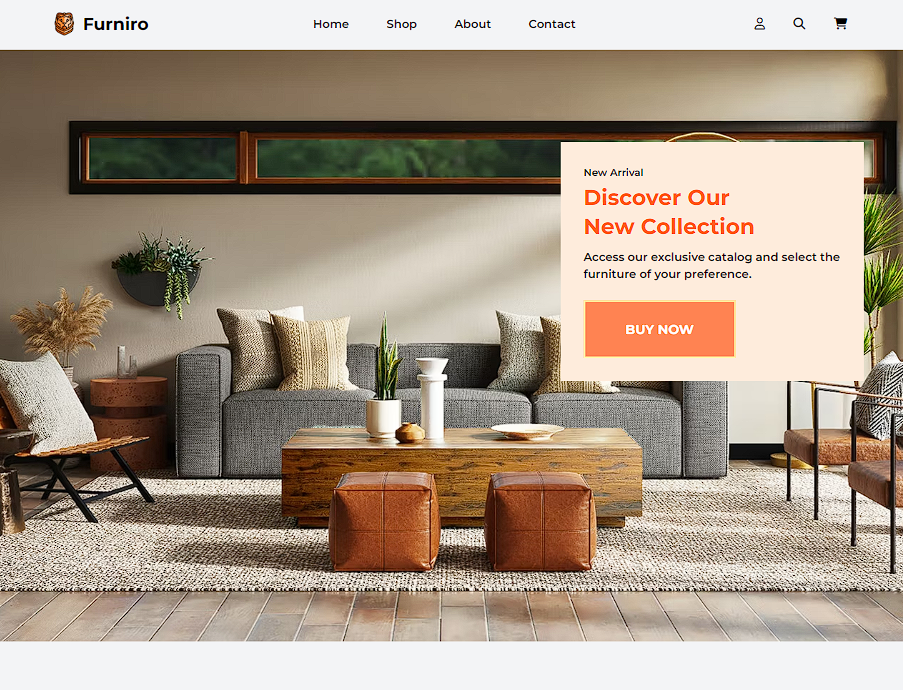 Furniro
Home
Shop
About
Contact
New Arrival
Discover Our
New Collection
Access our exclusive catalog and select the
furniture of your preference.
BUY NOW